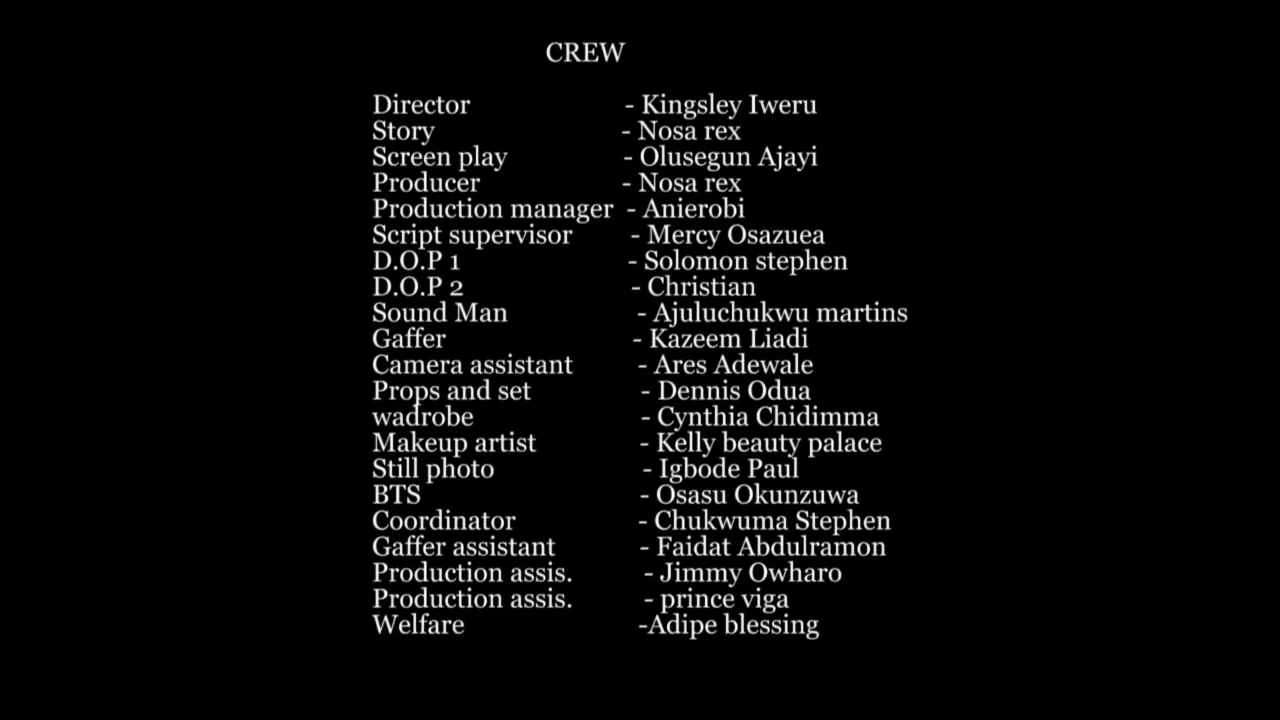 CREW
Director - Kingsley Iweru
Story - Nosa rex
Screen play - Olusegun Ajayi
Producer - Nosa rex
Production manager - Anierobi
Script supervisor - Mercy Osazuea
D.O.P 1 - Solomon stephen
D.O.P 2 - Christian
Sound Man - Ajuluchukwu martins
Gaffer - Kazeem Liadi
Camera assistant - Ares Adewale
Props and set - Dennis Odua
wadrobe - Cynthia Chidimma
Makeup artist - Kelly beauty palace
Still photo - Igbode Paul
BTS - Osasu Okunzuwa
Coordinator - Chukwuma Stephen
Gaffer assistant - Faidat Abdulramon
Production assis. - Jimmy Owharo
Production assis. - prince viga
Welfare -Adipe blessing